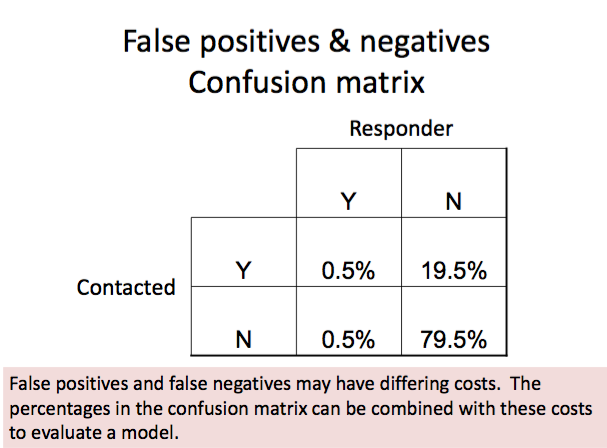 False positives & negatives
Confusion matrix
Responder
Y N
Y 0.5% 19.5%
Contacted
N 0.5% 79.5%
False positives and false negatives may have differing costs. The
percentages in the confusion matrix can be combined with these costs
to evaluate a model.